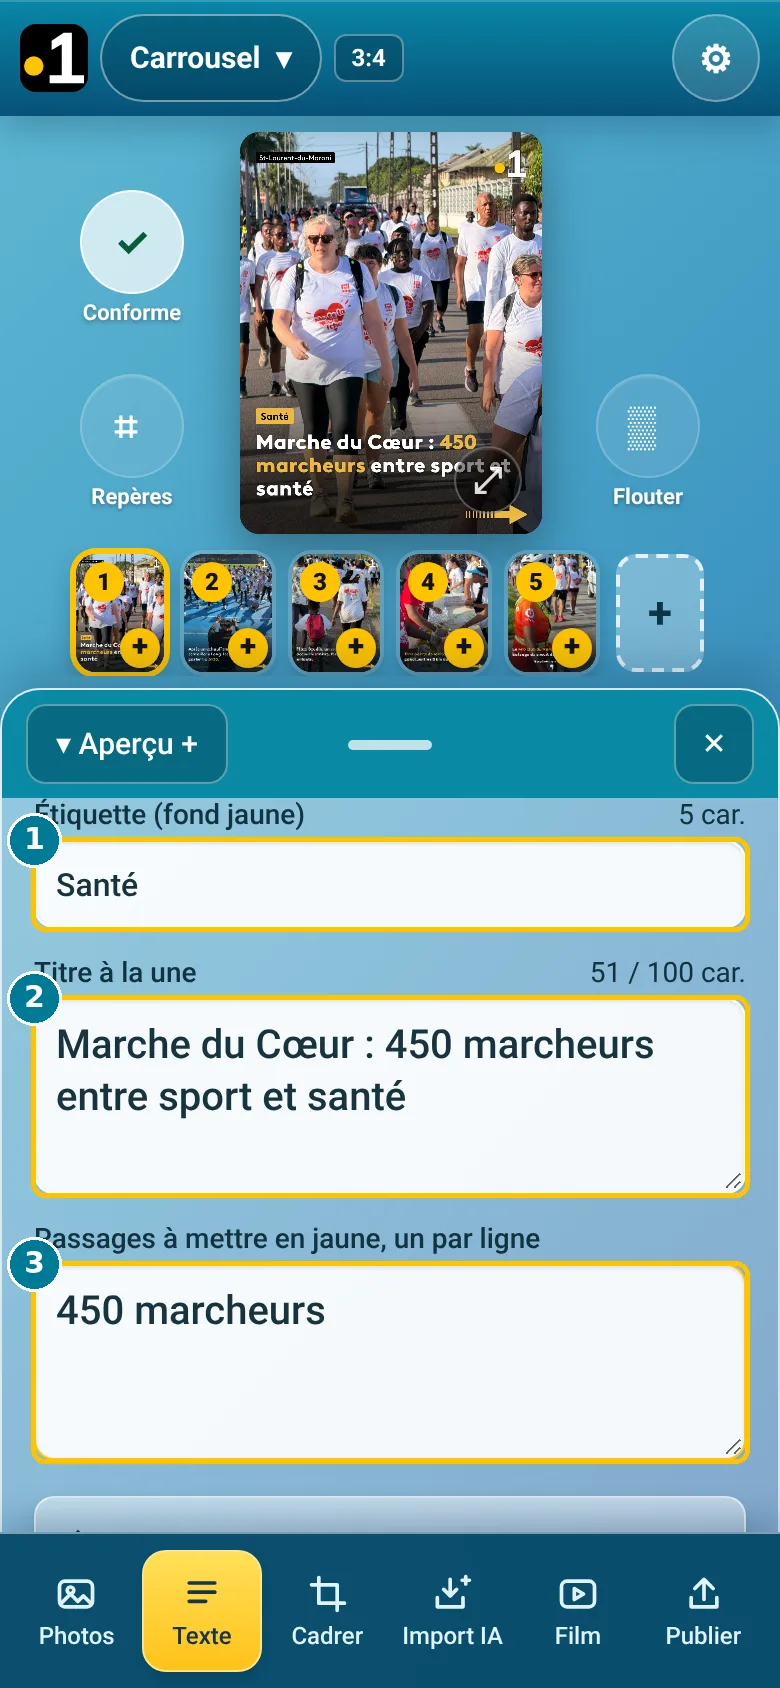 1
Carrousel ▼
3:4
St-Laurent-du-Maroni
1
Conforme
Santé
Marche du Cœur : 450
marcheurs entre sport et
santé
Repères
Flouter
1
2
3
4
5
+
+
+
+
+
+
▾ Aperçu +
✕
Étiquette (fond jaune)
5 car.
1
Santé
Titre à la une
51 / 100 car.
2
Marche du Cœur : 450 marcheurs
entre sport et santé
Passages à mettre en jaune, un par ligne
3
450 marcheurs
Photos
Texte
Cadrer
Import IA
Film
Publier